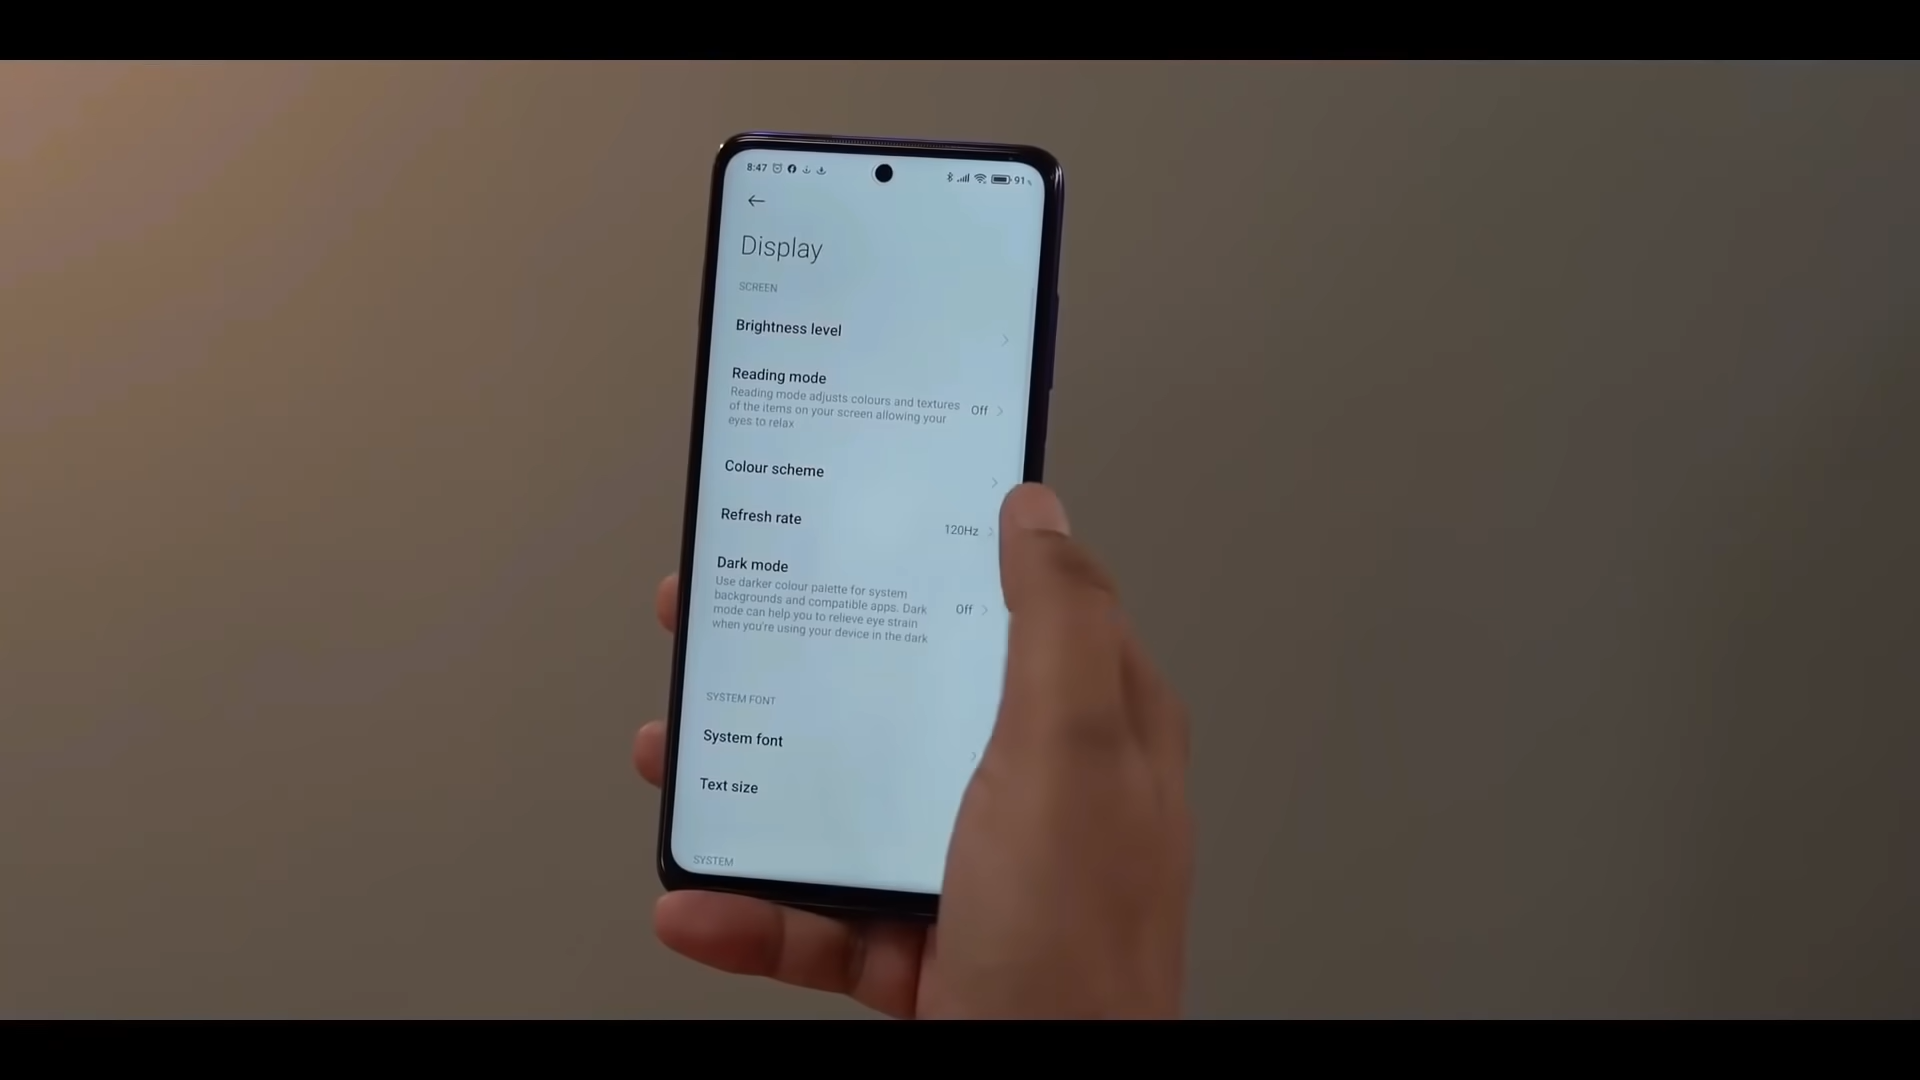 8:47 91%
Display
SCREEN
Brightness level
Reading mode
Reading mode adjusts colours and textures
of the items on your screen allowing your
eyes to relax
Off
Colour scheme
Refresh rate 120Hz
Dark mode
Use darker colour palette for system
backgrounds and compatible apps. Dark
mode can help you to relieve eye strain
when you're using your device in the dark
Off
SYSTEM FONT
System font
Text size
SYSTEM